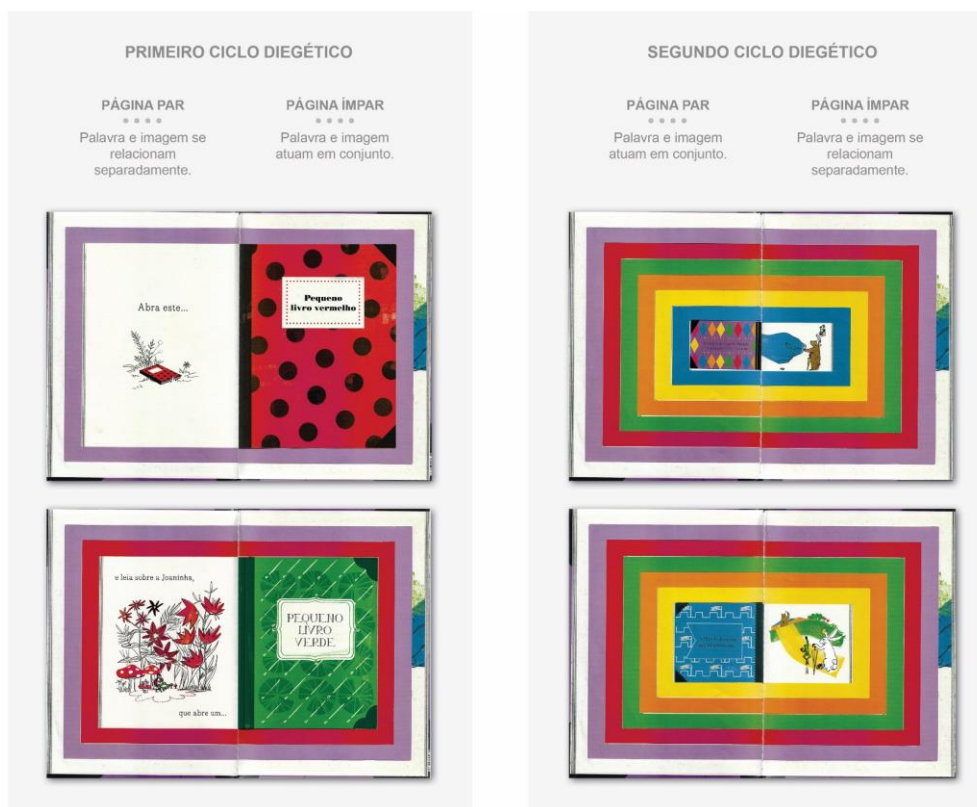 PRIMEIRO CICLO DIEGÉTICO
PÁGINA PAR
Palavra e imagem se
relacionam
separadamente.
PÁGINA ÍMPAR
Palavra e imagem
atuam em conjunto.
Abra este...
Pequeno
livro vermelho
e leia sobre a Joaninha,
que abre um...
PEQUENO
LIVRO
VERDE
SEGUNDO CICLO DIEGÉTICO
PÁGINA PAR
Palavra e imagem
atuam em conjunto.
PÁGINA ÍMPAR
Palavra e imagem se
relacionam
separadamente.